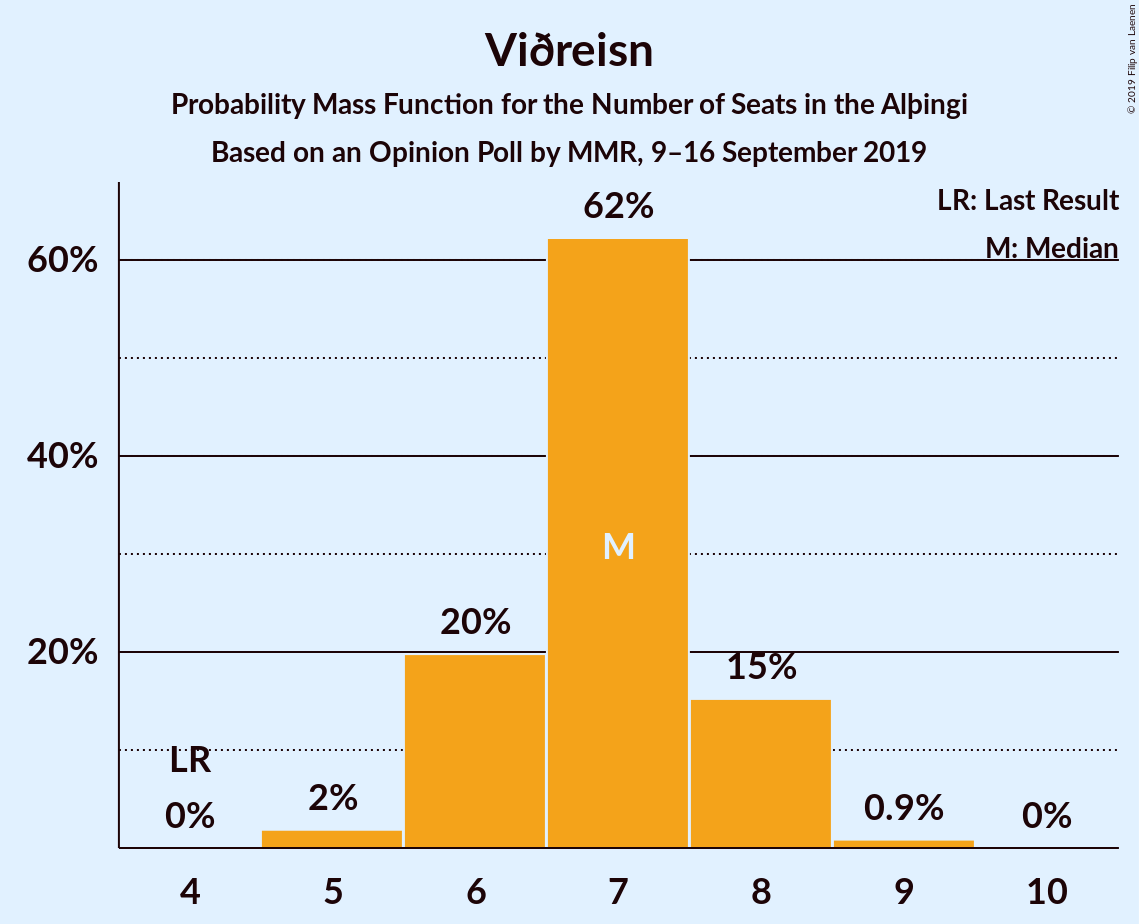 Viðreisn
Probability Mass Function for the Number of Seats in the Alþingi
Based on an Opinion Poll by MMR, 9–16 September 2019
© 2019 Filip van Laenen
LR: Last Result
M: Median
60%
40%
20%
LR
0%
2%
20%
62%
M
15%
0.9%
0%
4
5
6
7
8
9
10